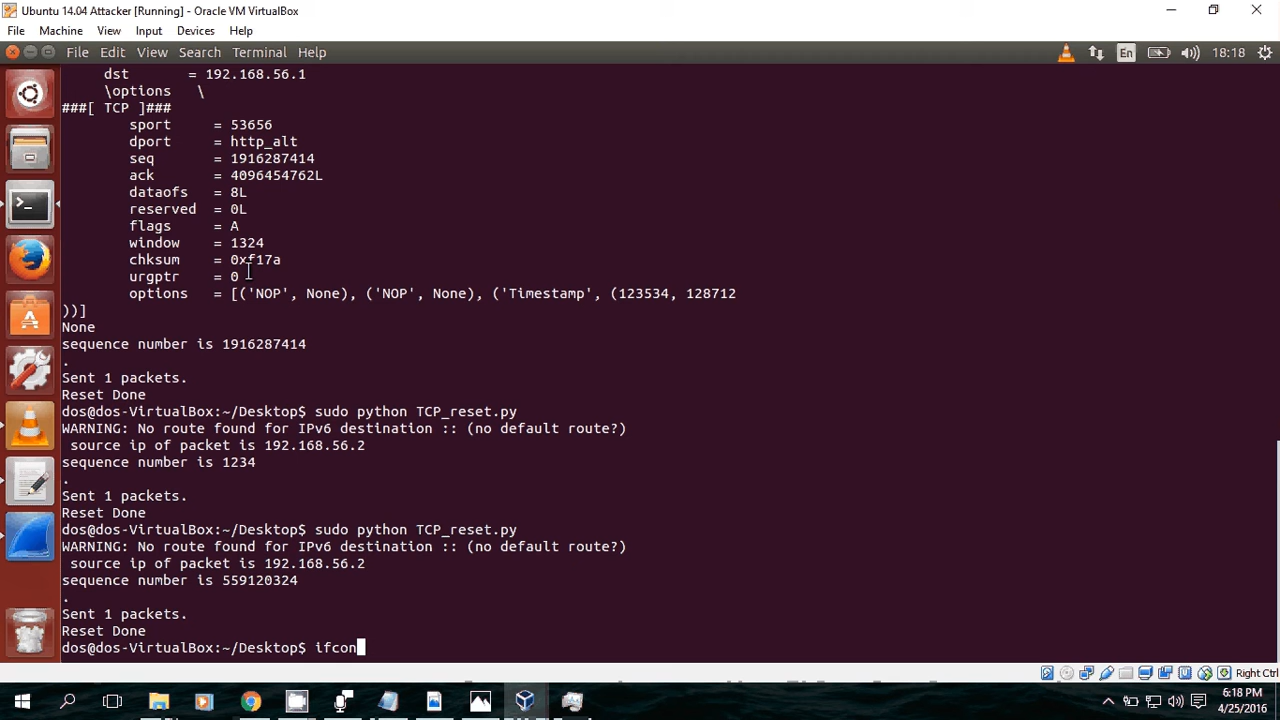 Ubuntu 14.04 Attacker [Running] - Oracle VM VirtualBox
File Machine View Input Devices Help
File Edit View Search Terminal Help
En
18:18
dst = 192.168.56.1
\options \
###[ TCP ]###
sport = 53656
dport = http_alt
seq = 1916287414
ack = 4096454762L
dataofs = 8L
reserved = 0L
flags = A
window = 1324
chksum = 0xf17a
urgptr = 0
options = [('NOP', None), ('NOP', None), ('Timestamp', (123534, 128712
))]
None
sequence number is 1916287414
.
Sent 1 packets.
Reset Done
dos@dos-VirtualBox:~/Desktop$ sudo python TCP_reset.py
WARNING: No route found for IPv6 destination :: (no default route?)
source ip of packet is 192.168.56.2
sequence number is 1234
.
Sent 1 packets.
Reset Done
dos@dos-VirtualBox:~/Desktop$ sudo python TCP_reset.py
WARNING: No route found for IPv6 destination :: (no default route?)
source ip of packet is 192.168.56.2
sequence number is 559120324
.
Sent 1 packets.
Reset Done
dos@dos-VirtualBox:~/Desktop$ ifcon
Right Ctrl
6:18 PM
4/25/2016